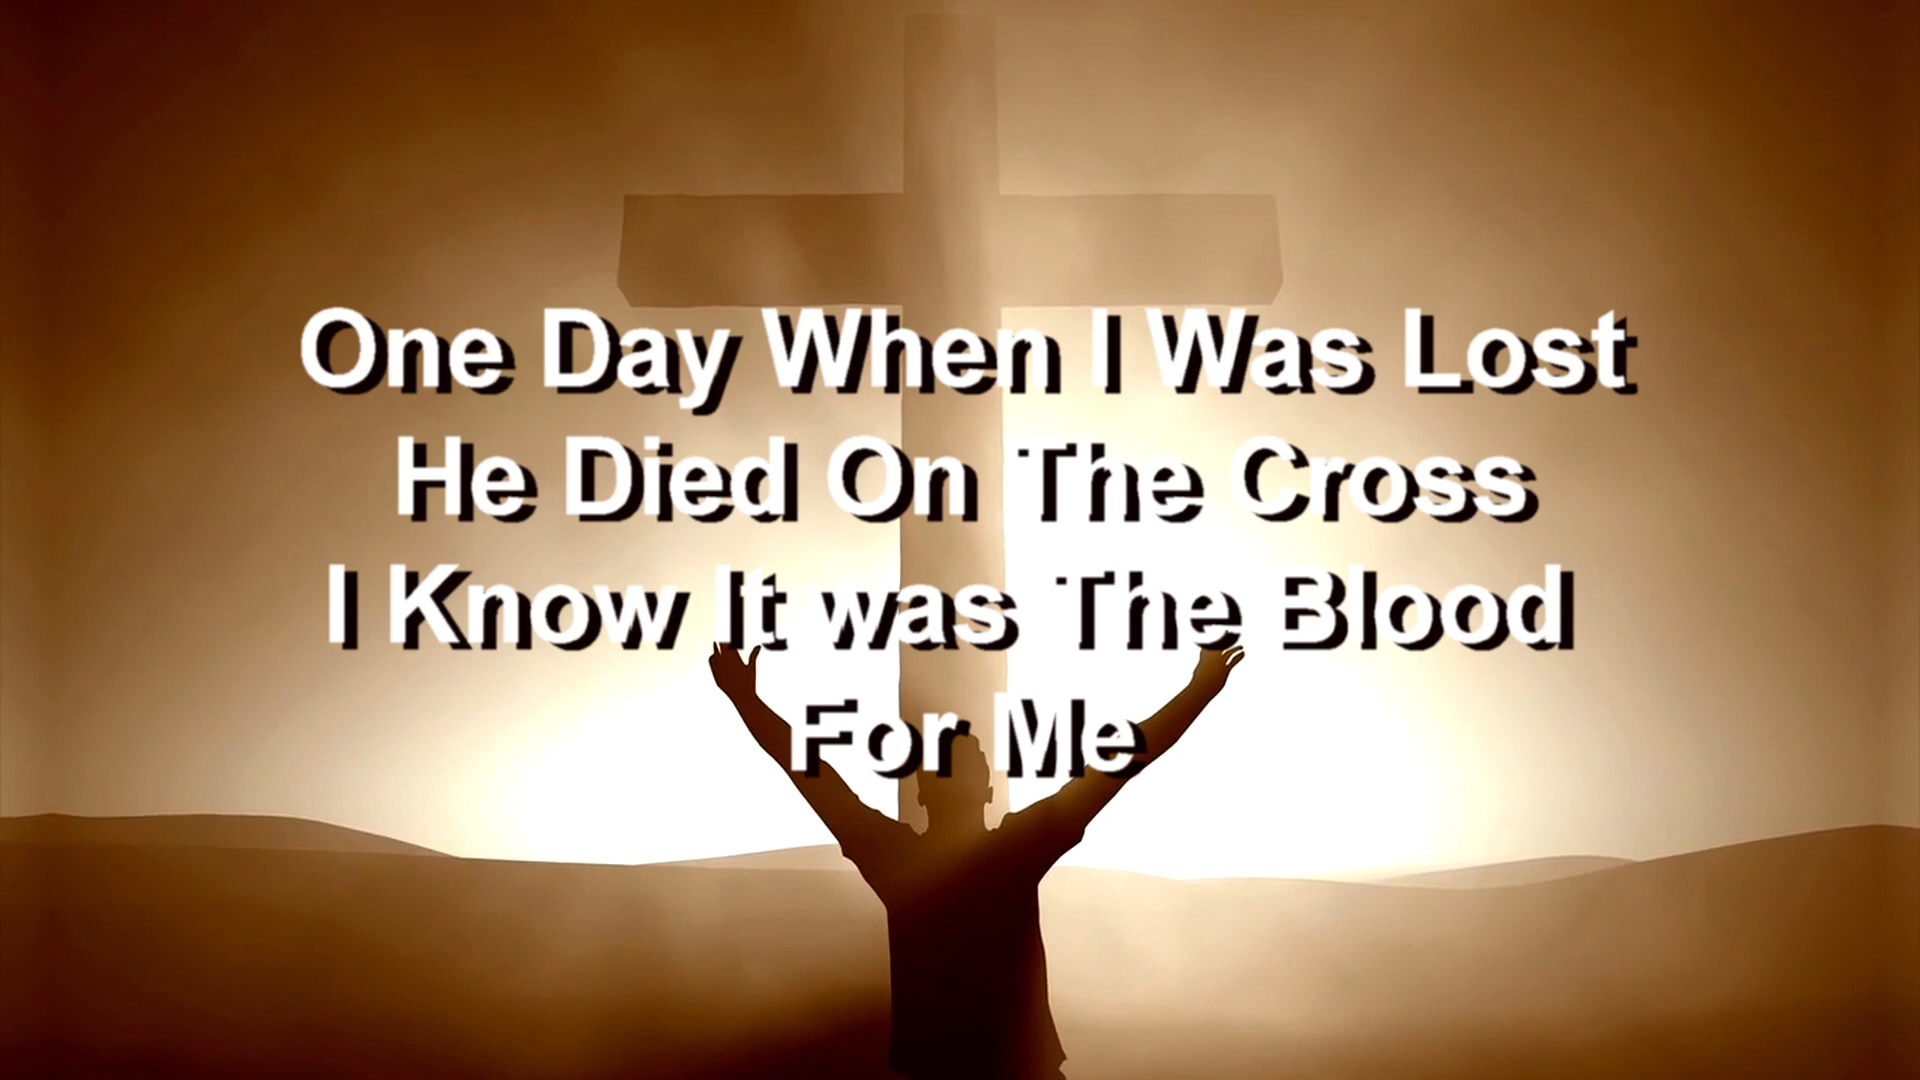 One Day When I Was Lost
He Died On The Cross
I Know It was The Blood
For Me